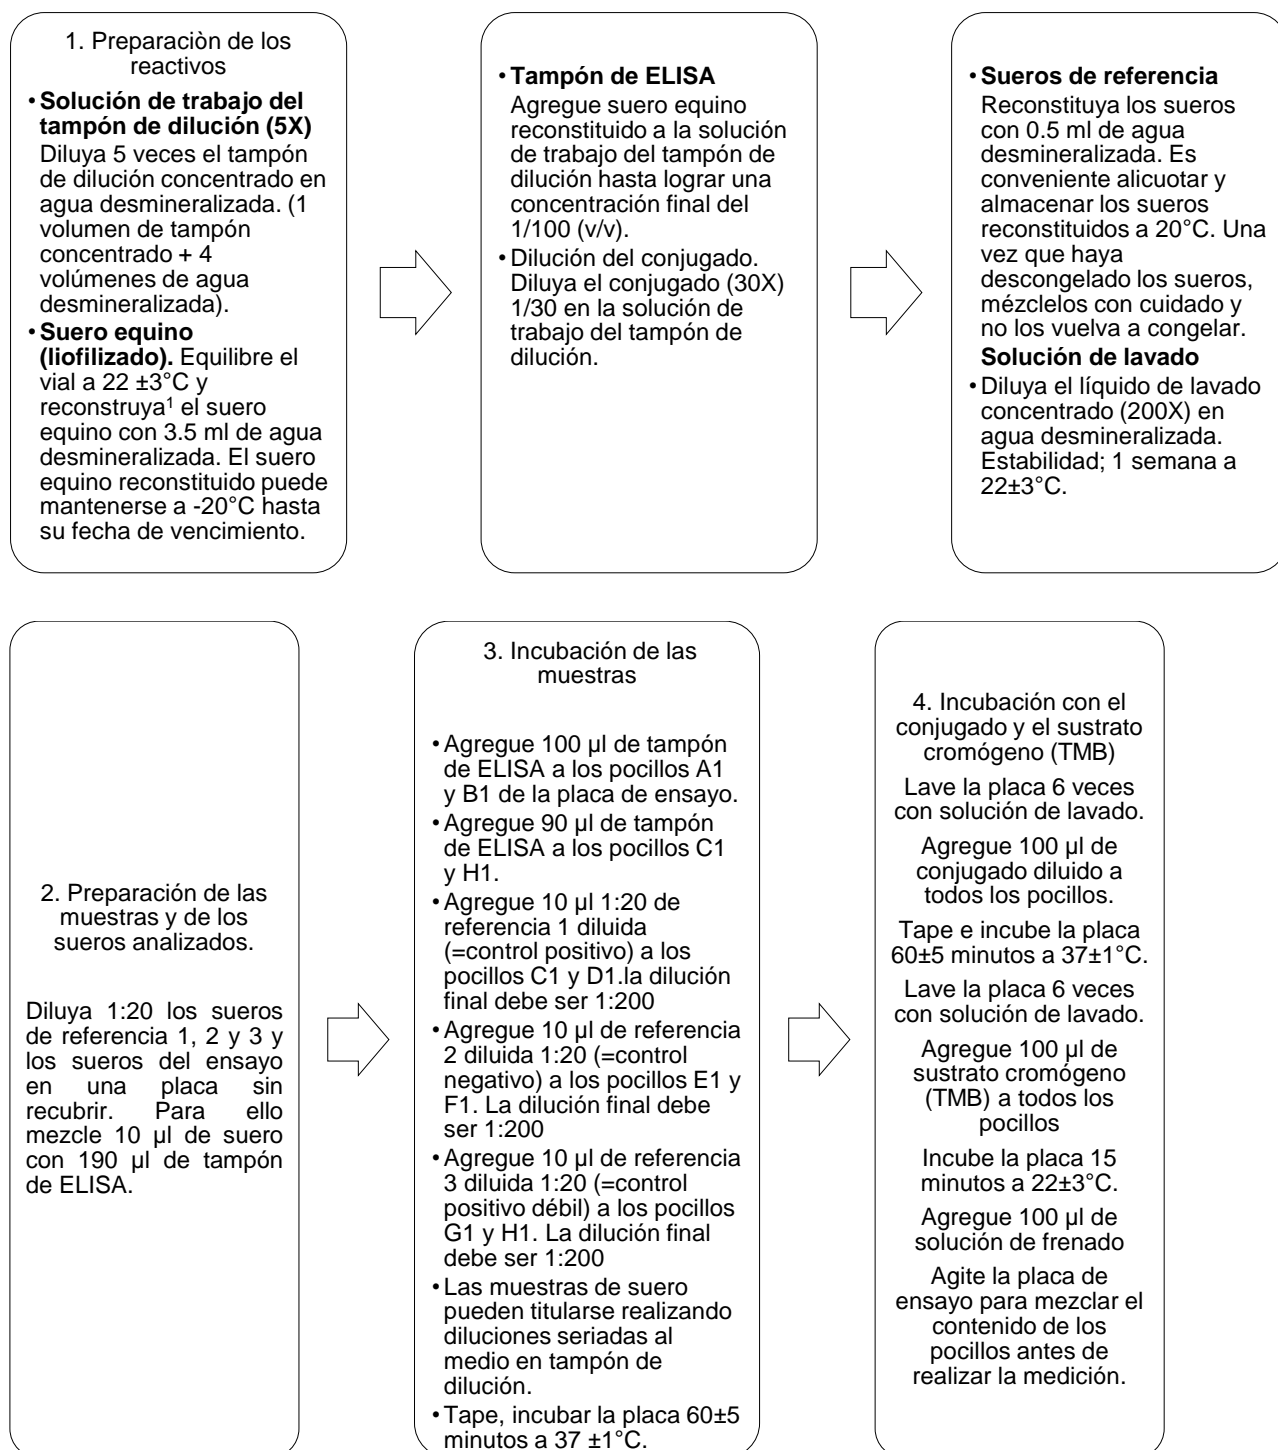 1. Preparaciòn de los
reactivos
• Solución de trabajo del
tampón de dilución (5X)
Diluya 5 veces el tampón
de dilución concentrado en
agua desmineralizada. (1
volumen de tampón
concentrado + 4
volúmenes de agua
desmineralizada).
• Suero equino
(liofilizado). Equilibre el
vial a 22 ±3°C y
reconstruya¹ el suero
equino con 3.5 ml de agua
desmineralizada. El suero
equino reconstituido puede
mantenerse a -20°C hasta
su fecha de vencimiento.
• Tampón de ELISA
Agregue suero equino
reconstituido a la solución
de trabajo del tampón de
dilución hasta lograr una
concentración final del
1/100 (v/v).
• Dilución del conjugado.
Diluya el conjugado (30X)
1/30 en la solución de
trabajo del tampón de
dilución.
• Sueros de referencia
Reconstituya los sueros
con 0.5 ml de agua
desmineralizada. Es
conveniente alicuotar y
almacenar los sueros
reconstituidos a 20°C. Una
vez que haya
descongelado los sueros,
mézclelos con cuidado y
no los vuelva a congelar.
Solución de lavado
• Diluya el líquido de lavado
concentrado (200X) en
agua desmineralizada.
Estabilidad; 1 semana a
22±3°C.
2. Preparación de las
muestras y de los
sueros analizados.
Diluya 1:20 los sueros
de referencia 1, 2 y 3 y
los sueros del ensayo
en una placa sin
recubrir. Para ello
mezcle 10 µl de suero
con 190 µl de tampón
de ELISA.
3. Incubación de las
muestras
• Agregue 100 µl de tampón
de ELISA a los pocillos A1
y B1 de la placa de ensayo.
• Agregue 90 µl de tampón
de ELISA a los pocillos C1
y H1.
• Agregue 10 µl 1:20 de
referencia 1 diluida
(=control positivo) a los
pocillos C1 y D1.la dilución
final debe ser 1:200
• Agregue 10 µl de referencia
2 diluida 1:20 (=control
negativo) a los pocillos E1 y
F1. La dilución final debe
ser 1:200
• Agregue 10 µl de referencia
3 diluida 1:20 (=control
positivo débil) a los pocillos
G1 y H1. La dilución final
debe ser 1:200
• Las muestras de suero
pueden titularse realizando
diluciones seriadas al
medio en tampón de
dilución.
• Tape, incubar la placa 60±5
minutos a 37 ±1°C.
4. Incubación con el
conjugado y el sustrato
cromógeno (TMB)
Lave la placa 6 veces
con solución de lavado.
Agregue 100 µl de
conjugado diluido a
todos los pocillos.
Tape e incube la placa
60±5 minutos a 37±1°C.
Lave la placa 6 veces
con solución de lavado.
Agregue 100 µl de
sustrato cromógeno
(TMB) a todos los
pocillos
Incube la placa 15
minutos a 22±3°C.
Agregue 100 µl de
solución de frenado
Agite la placa de
ensayo para mezclar el
contenido de los
pocillos antes de
realizar la medición.